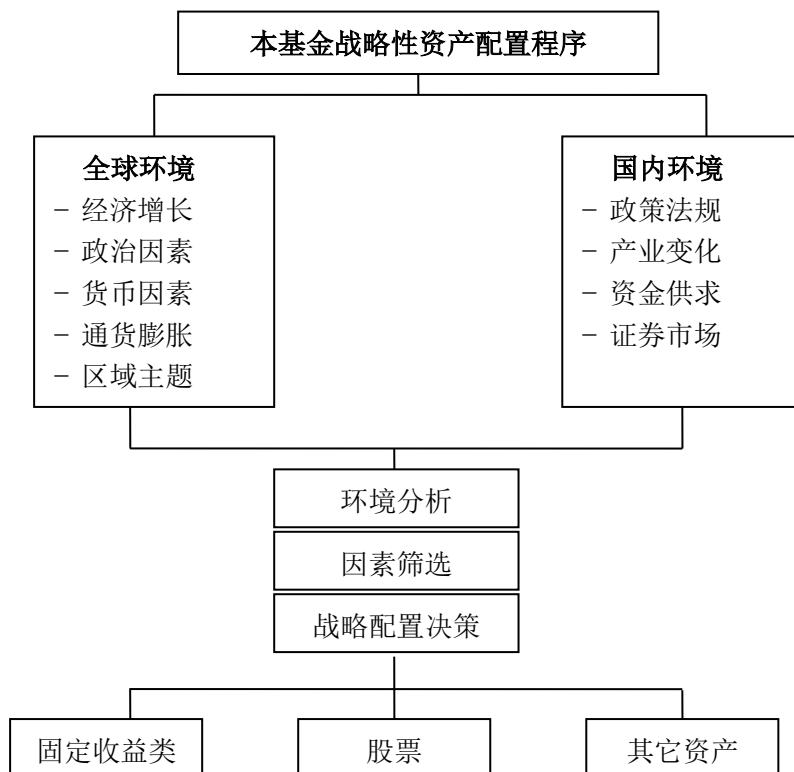 本基金战略性资产配置程序
全球环境
– 经济增长
– 政治因素
– 货币因素
– 通货膨胀
– 区域主题
国内环境
– 政策法规
– 产业变化
– 资金供求
– 证券市场
环境分析
因素筛选
战略配置决策
固定收益类
股票
其它资产